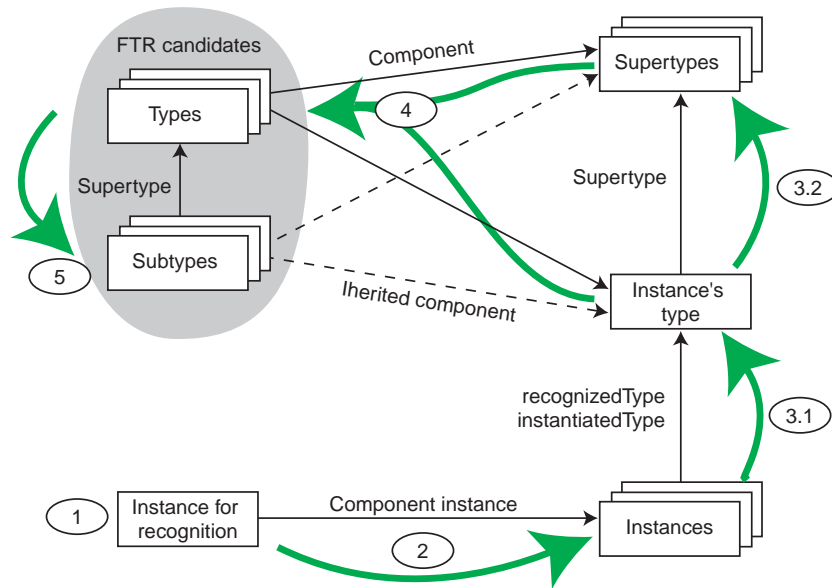 FTR candidates
Component
Supertypes
Types
4
Supertype
Supertype
3.2
Subtypes
5
Iherited component
Instance's
type
recognizedType
instantiatedType
3.1
1
Instance for
recognition
Component instance
Instances
2